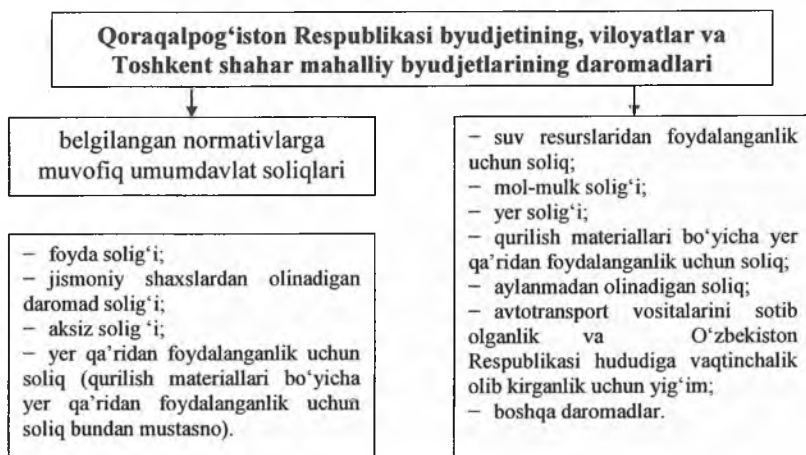 Qoraqalpog‘iston Respublikasi byudjetining, viloyatlar va
Toshkent shahar mahalliy byudjetlarining daromadlari
belgilangan normativlarga
muvofiq umumdavlat soliqlari
– foyda solig‘i;
– jismoniy shaxslardan olinadigan
daromad solig‘i;
– aksiz solig ‘i;
– yer qa’ridan foydalanganlik uchun
soliq (qurilish materiallari bo‘yicha
yer qa’ridan foydalanganlik uchun
soliq bundan mustasno).
– suv resurslaridan foydalanganlik
uchun soliq;
– mol-mulk solig‘i;
– yer solig‘i;
– qurilish materiallari bo‘yicha yer
qa’ridan foydalanganlik uchun soliq;
– aylanmadan olinadigan soliq;
– avtotransport vositalarini sotib
olganlik va O‘zbekiston
Respublikasi hududiga vaqtinchalik
olib kirganlik uchun yig‘im;
– boshqa daromadlar.